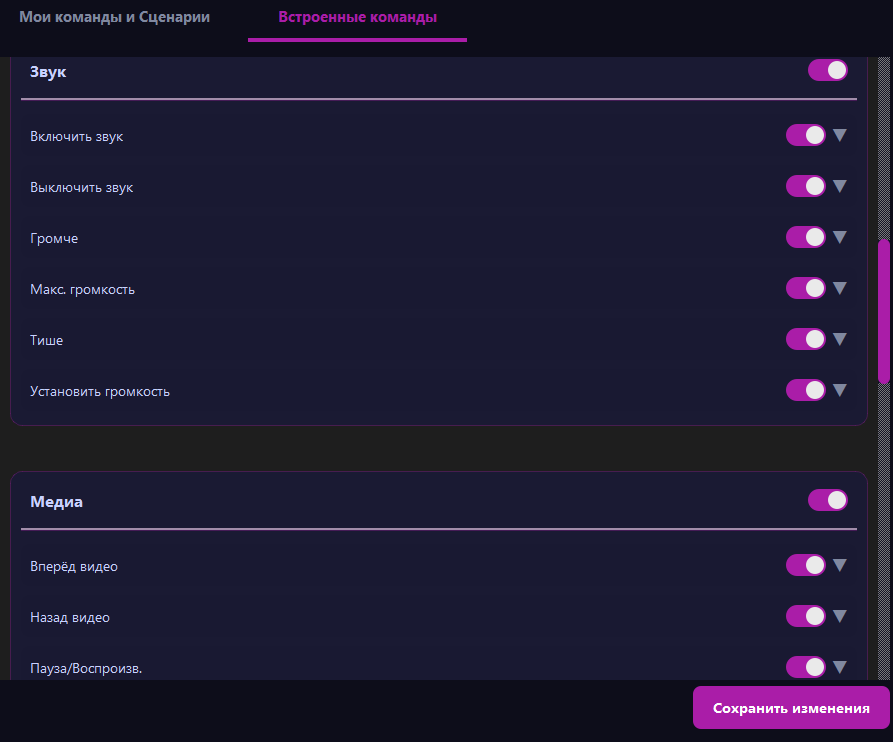 Мои команды и Сценарии
Встроенные команды
Звук
Включить звук
Выключить звук
Громче
Макс. громкость
Тише
Установить громкость
Медиа
Вперёд видео
Назад видео
Пауза/Воспроизв.
Сохранить изменения